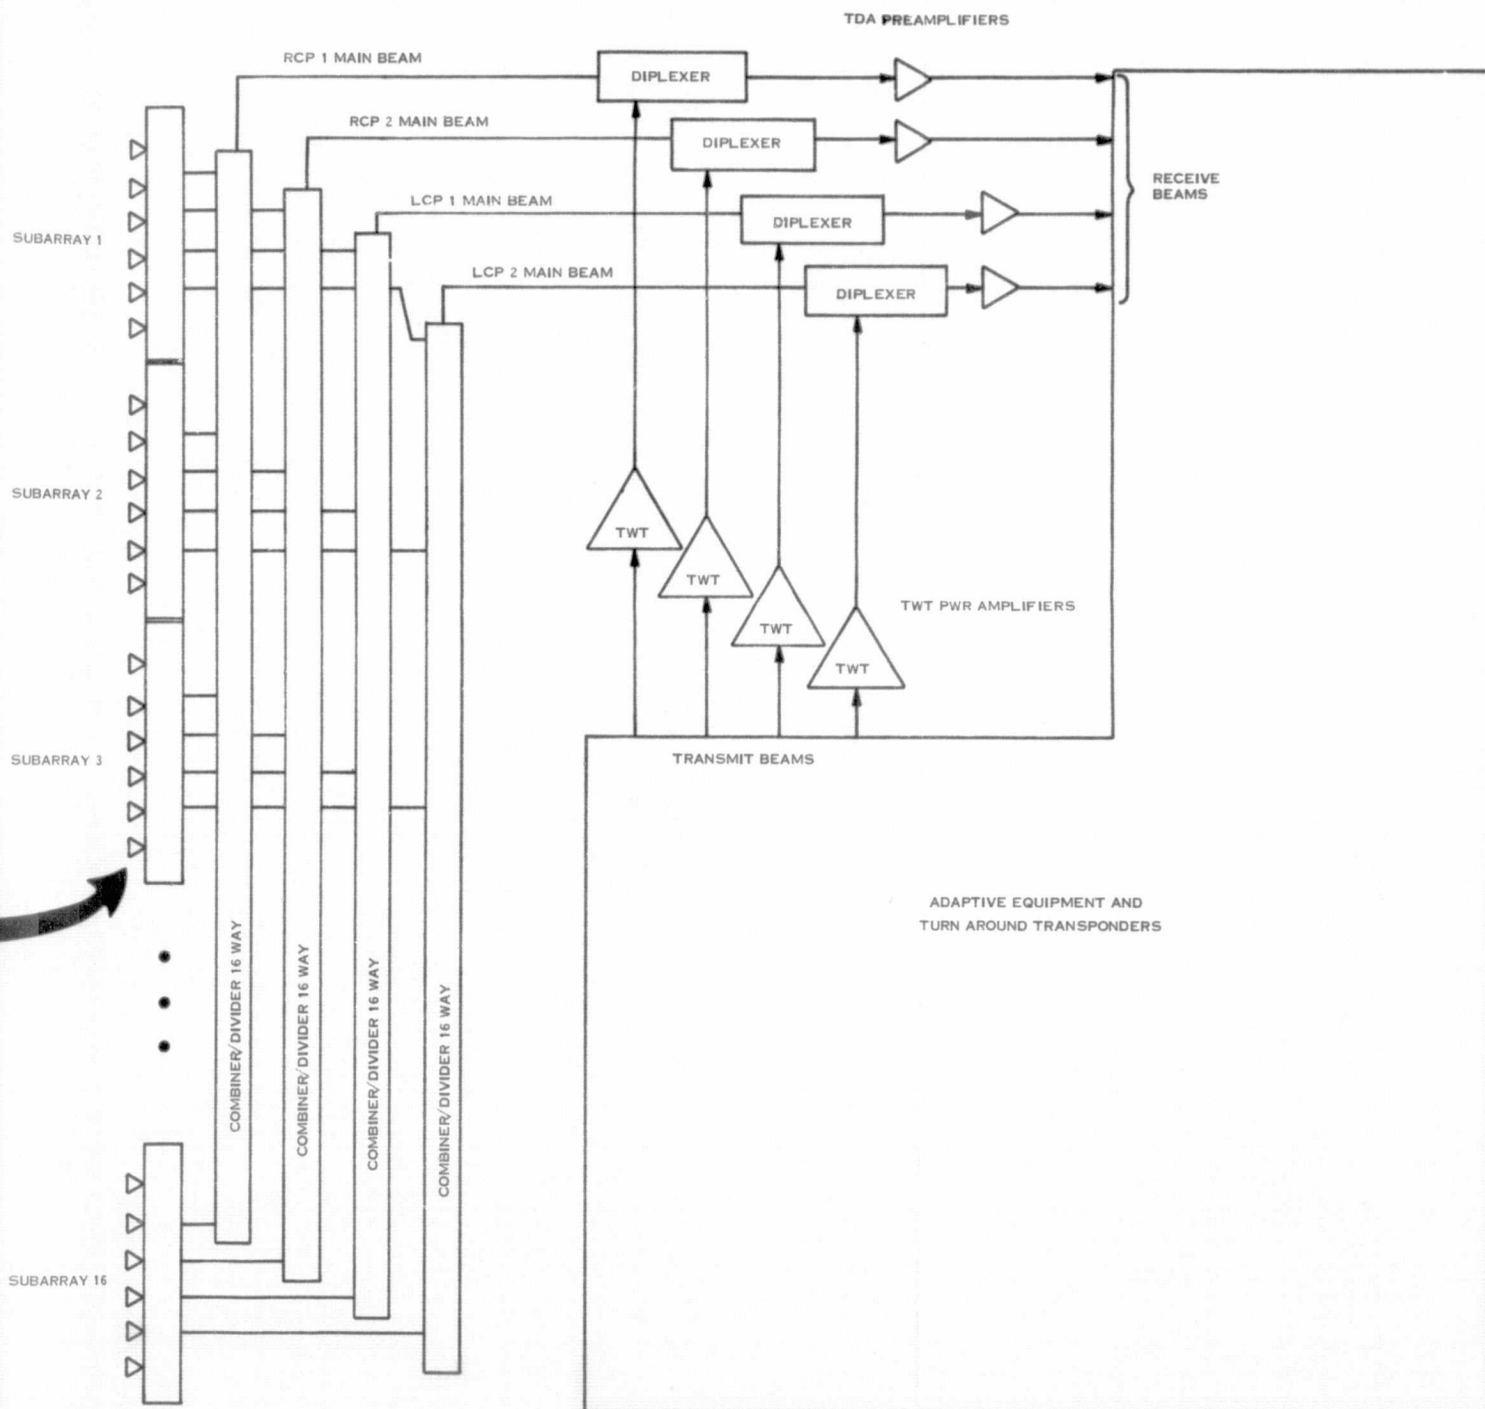 TDA PREAMPLIFIERS
RCP 1 MAIN BEAM
DIPLEXER
RCP 2 MAIN BEAM
DIPLEXER
RECEIVE
BEAMS
LCP 1 MAIN BEAM
DIPLEXER
SUBARRAY 1
LCP 2 MAIN BEAM
DIPLEXER
SUBARRAY 2
TWT
TWT
TWT
TWT
TWT PWR AMPLIFIERS
TRANSMIT BEAMS
SUBARRAY 3
ADAPTIVE EQUIPMENT AND
TURN AROUND TRANSPONDERS
COMBINER/DIVIDER 16 WAY
COMBINER/DIVIDER 16 WAY
COMBINER/DIVIDER 16 WAY
COMBINER/DIVIDER 16 WAY
SUBARRAY 16